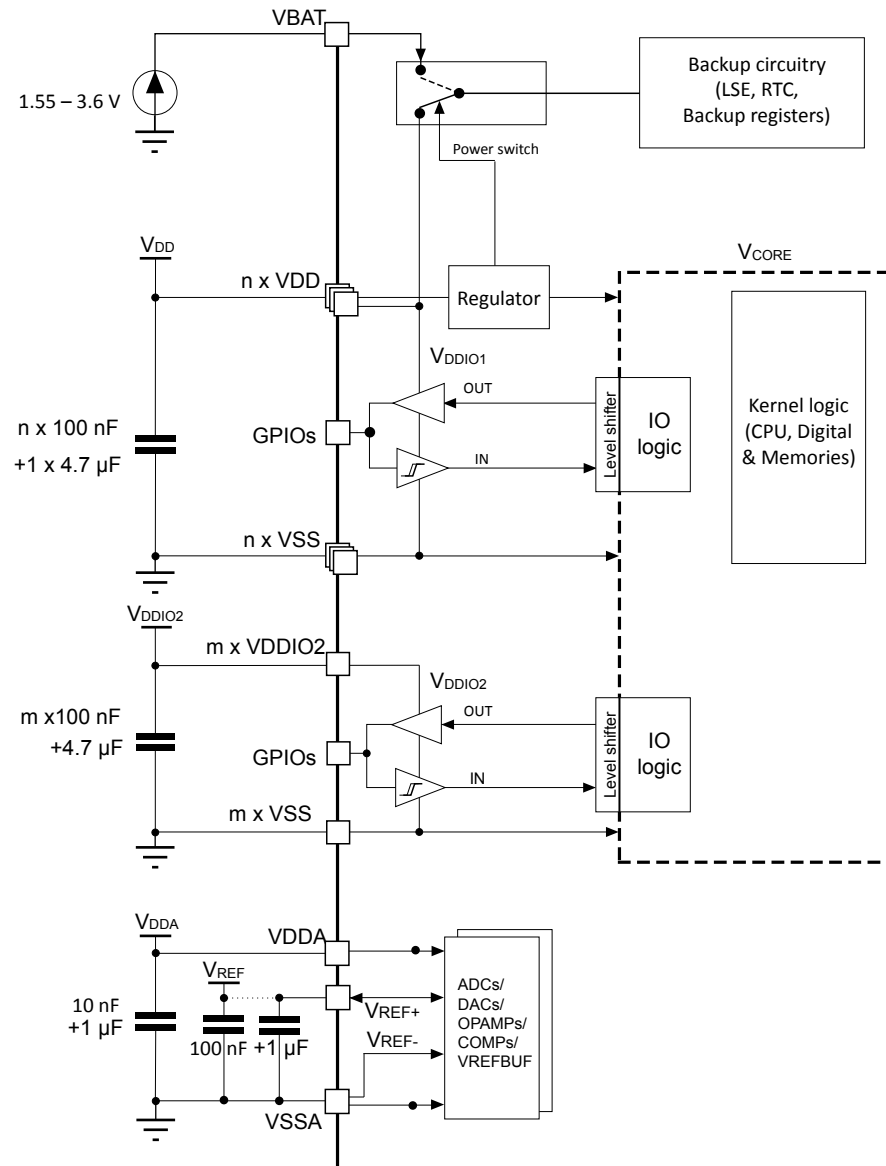 VBAT
1.55 – 3.6 V
Backup circuitry
(LSE, RTC,
Backup registers)
Power switch
VDD
n x VDD
Regulator
VCORE
VDDIO1
OUT
GPIOs
IN
Level shifter
IO
logic
Kernel logic
(CPU, Digital
& Memories)
n x 100 nF
+1 x 4.7 µF
n x VSS
VDDIO2
m x VDDIO2
VDDIO2
OUT
m x100 nF
+4.7 µF
GPIOs
IN
Level shifter
IO
logic
m x VSS
VDDA
VDDA
VREF
10 nF
+1 µF
100 nF
+1 µF
VREF+
VREF-
ADCs/
DACs/
OPAMPs/
COMPs/
VREFBUF
VSSA